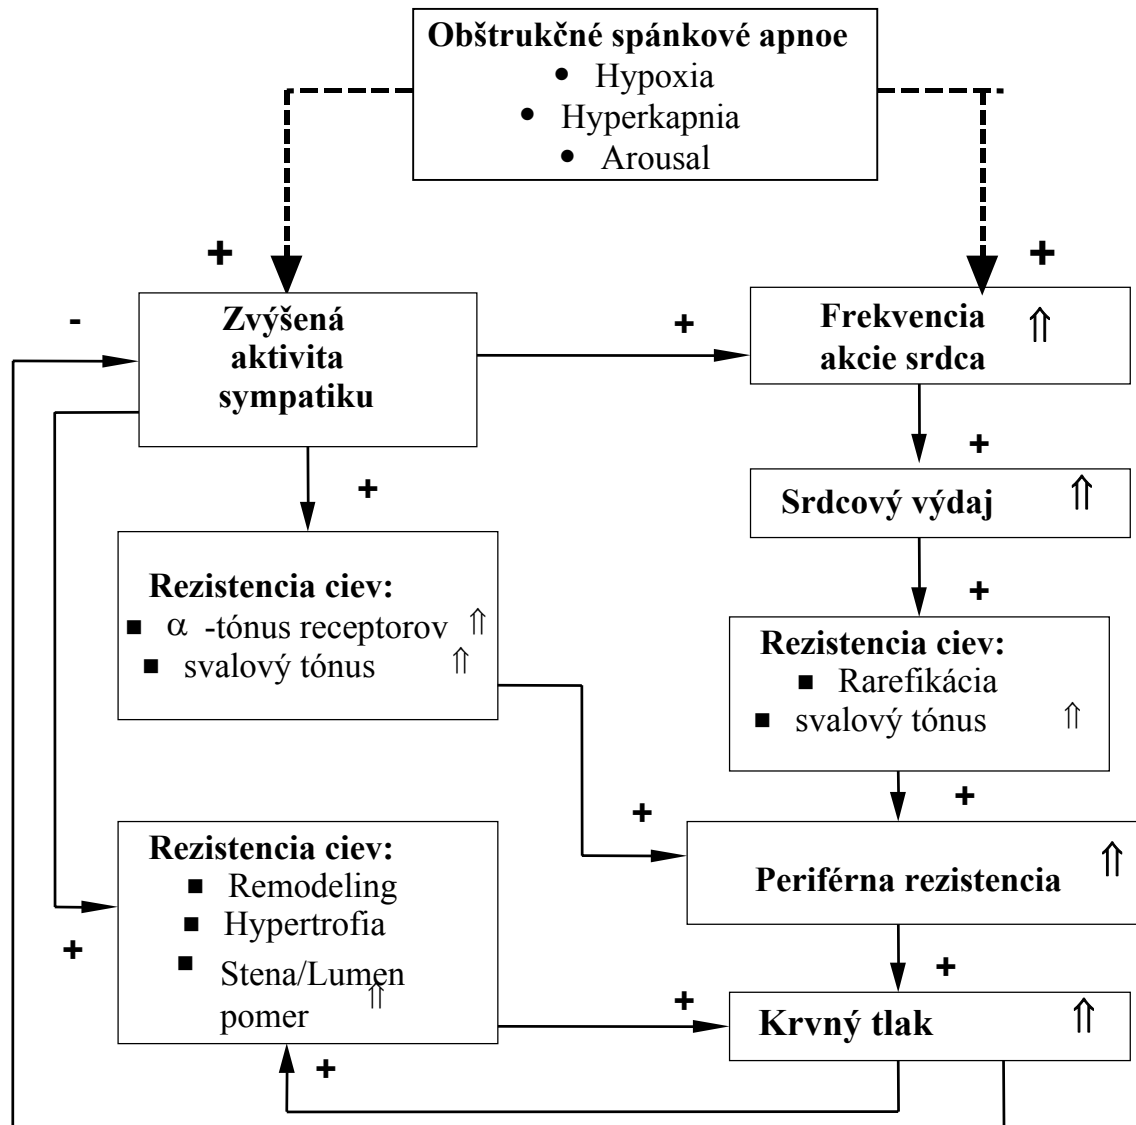 Obštrukčné spánkové apnoe
• Hypoxia
• Hyperkapnia
• Arousal
+
+
-
Zvýšená
aktivita
sympatiku
+
Frekvencia ⇑
akcie srdca
+
+
Srdcový výdaj ⇑
+
Rezistencia ciev:
■ α -tónus receptorov ⇑
■ svalový tónus ⇑
Rezistencia ciev:
■ Rarefikácia
■ svalový tónus ⇑
+
+
Rezistencia ciev:
■ Remodeling
■ Hypertrofia
■ Stena/Lumen
pomer ⇑
Periférna rezistencia ⇑
+
+
+
Krvný tlak ⇑
+